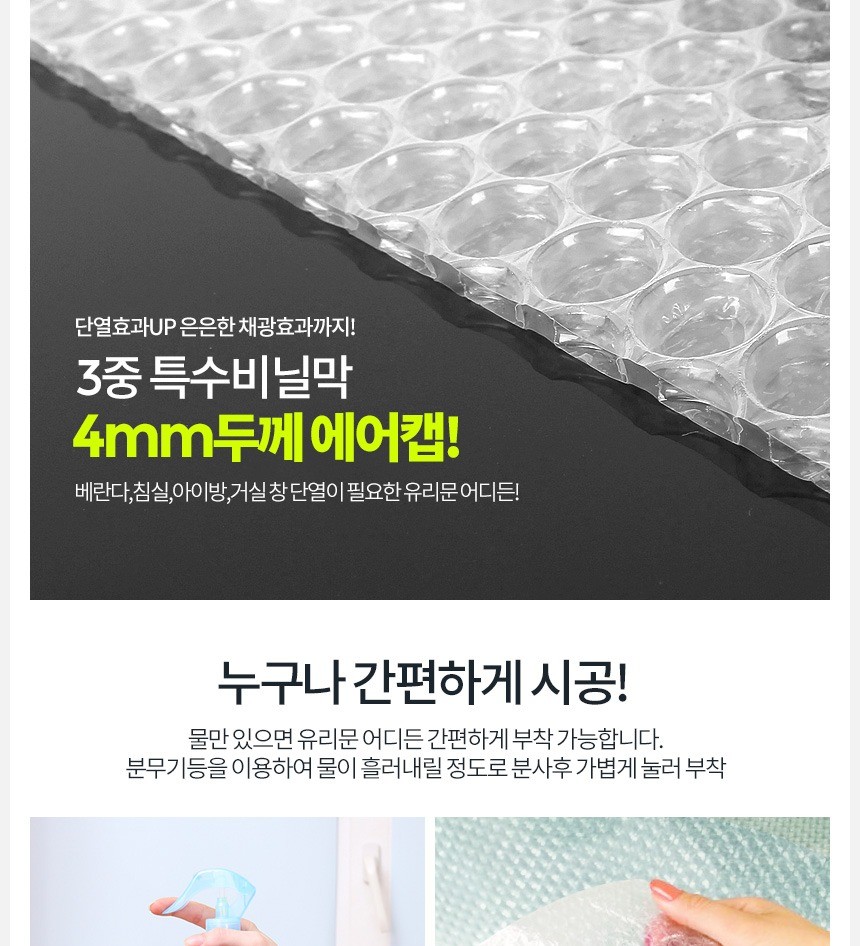 단열효과UP 은은한 채광효과까지!
3중 특수비닐막
4mm두께 에어캡!
베란다,침실,아이방,거실 창 단열이 필요한 유리문 어디든!
누구나 간편하게 시공!
물만 있으면 유리문 어디든 간편하게 부착 가능합니다.
분무기등을 이용하여 물이 흘러내릴 정도로 분사후 가볍게 눌러 부착